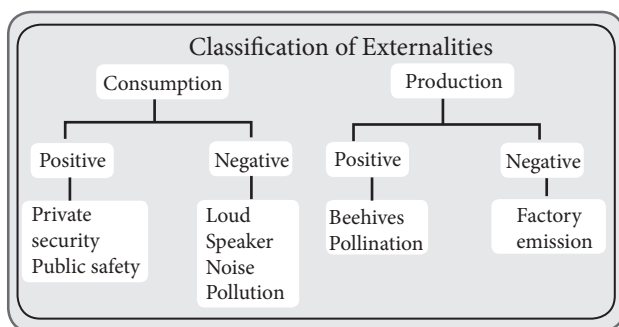 Classification of Externalities
Consumption
Production
Positive
Negative
Positive
Negative
Private
security
Public safety
Loud
Speaker
Noise
Pollution
Beehives
Pollination
Factory
emission